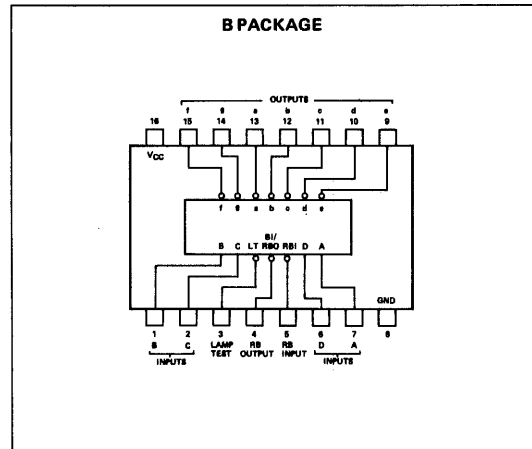 B PACKAGE
OUTPUTS
f g a b c d e
16 15 14 13 12 11 10 9
VCC
f g a b c d e
BI/
B C LT RBO RBI D A
GND
1 2 3 4 5 6 7 8
B C LAMP RB RB D A
TEST OUTPUT INPUT
INPUTS INPUTS